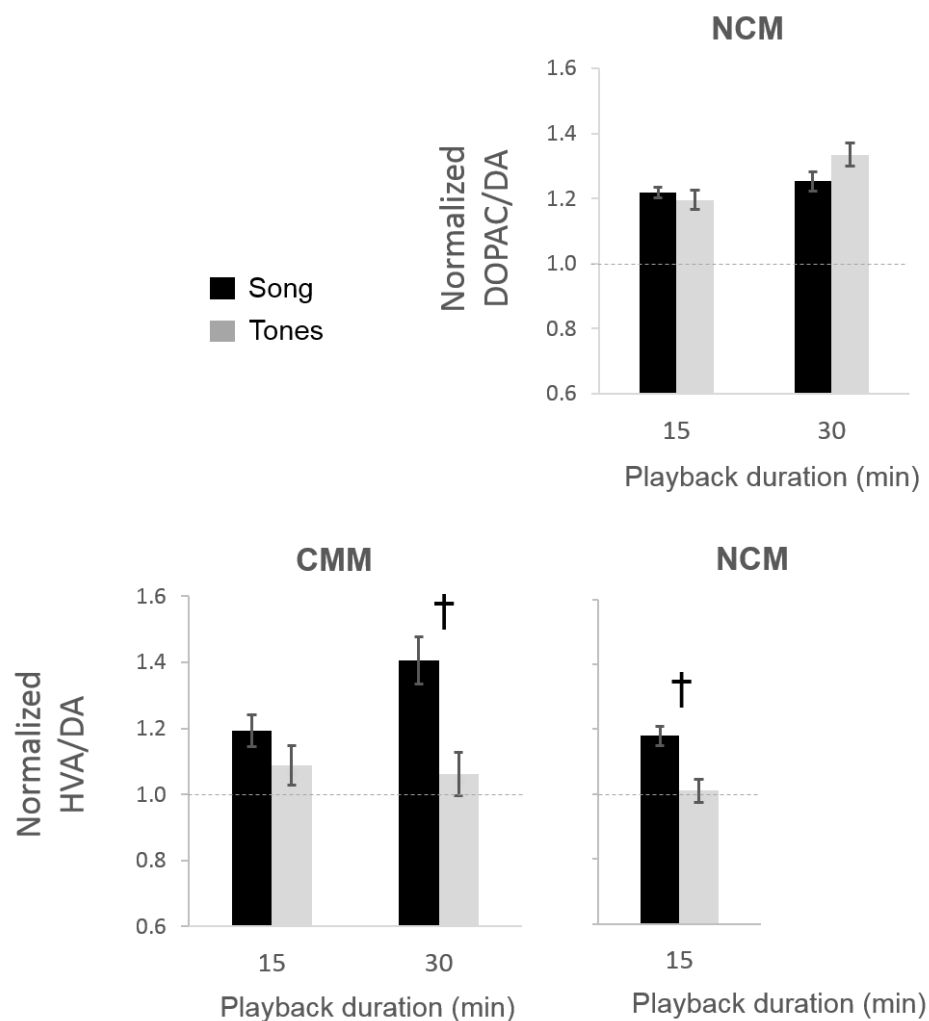 NCM
Normalized
DOPAC/DA
1.6
1.4
1.2
1.0
0.8
0.6
15 30
Playback duration (min)
Song
Tones
CMM
Normalized
HVA/DA
1.6
1.4
1.2
1.0
0.8
0.6
†
15 30
Playback duration (min)
NCM
†
15
Playback duration (min)